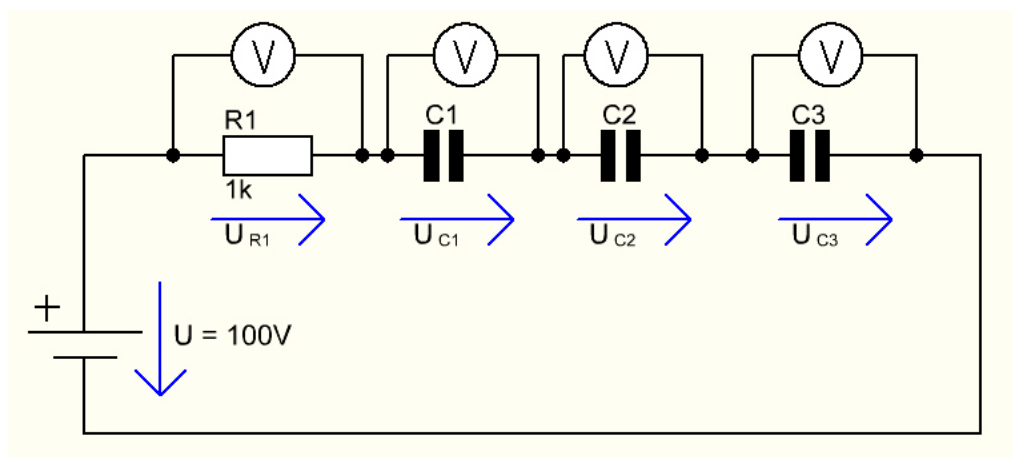 V V V V
R1 C1 C2 C3
1k
U R1 U C1 U C2 U C3
+
U = 100V